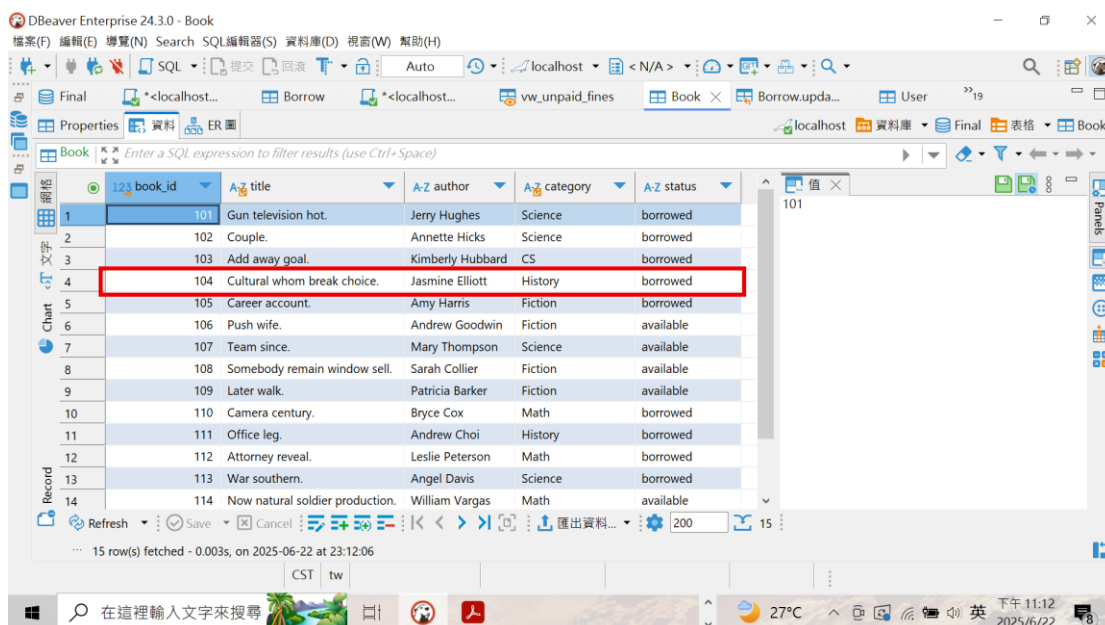 DBeaver Enterprise 24.3.0 - Book
檔案(F) 編輯(E) 導覽(N) Search SQL編輯器(S) 資料庫(D) 視窗(W) 幫助(H)
SQL 提交 回滾 Auto localhost < N/A >
Final *<localhost... Borrow *<localhost... vw_unpaid_fines Book Borrow.upda... User 19
Properties 資料 ER 圖 localhost 資料庫 Final 表格 Book
Book Enter a SQL expression to filter results (use Ctrl+Space)
網格 123 book_id A-Z title A-Z author A-Z category A-Z status 值
1 101 Gun television hot. Jerry Hughes Science borrowed 101
2 102 Couple. Annette Hicks Science borrowed
3 103 Add away goal. Kimberly Hubbard CS borrowed
4 104 Cultural whom break choice. Jasmine Elliott History borrowed
5 105 Career account. Amy Harris Fiction borrowed
6 106 Push wife. Andrew Goodwin Fiction available
7 107 Team since. Mary Thompson Science available
8 108 Somebody remain window sell. Sarah Collier Fiction available
9 109 Later walk. Patricia Barker Fiction available
10 110 Camera century. Bryce Cox Math borrowed
11 111 Office leg. Andrew Choi History borrowed
12 112 Attorney reveal. Leslie Peterson Math borrowed
13 113 War southern. Angel Davis Science borrowed
14 114 Now natural soldier production. William Vargas Math available
文字
Chart
Record
Panels
Refresh Save Cancel 匯出資料... 200 15
15 row(s) fetched - 0.003s, on 2025-06-22 at 23:12:06
CST tw
在這裡輸入文字來搜尋 27°C 英 下午 11:12
2025/6/22 8